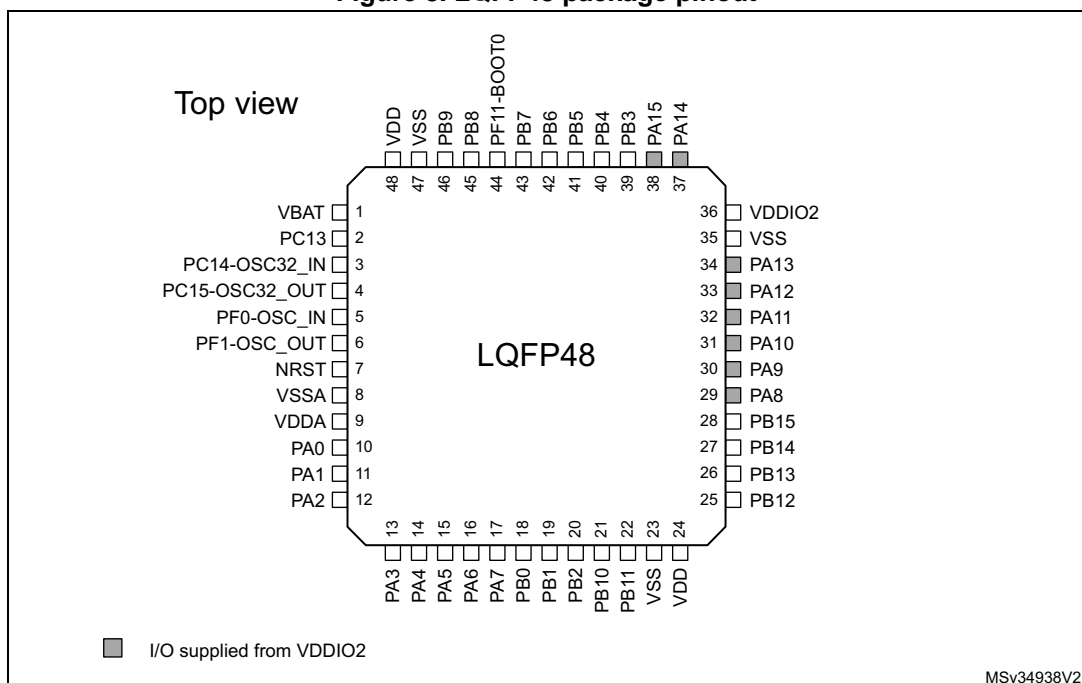 Top view
48 VDD
47 VSS
46 PB9
45 PB8
44 PF11-BOOT0
43 PB7
42 PB6
41 PB5
40 PB4
39 PB3
38 PA15
37 PA14
VBAT 1
PC13 2
PC14-OSC32_IN 3
PC15-OSC32_OUT 4
PF0-OSC_IN 5
PF1-OSC_OUT 6
NRST 7
VSSA 8
VDDA 9
PA0 10
PA1 11
PA2 12
LQFP48
36 VDDIO2
35 VSS
34 PA13
33 PA12
32 PA11
31 PA10
30 PA9
29 PA8
28 PB15
27 PB14
26 PB13
25 PB12
PA3 13
PA4 14
PA5 15
PA6 16
PA7 17
PB0 18
PB1 19
PB2 20
PB10 21
PB11 22
VSS 23
VDD 24
I/O supplied from VDDIO2
MSv34938V2